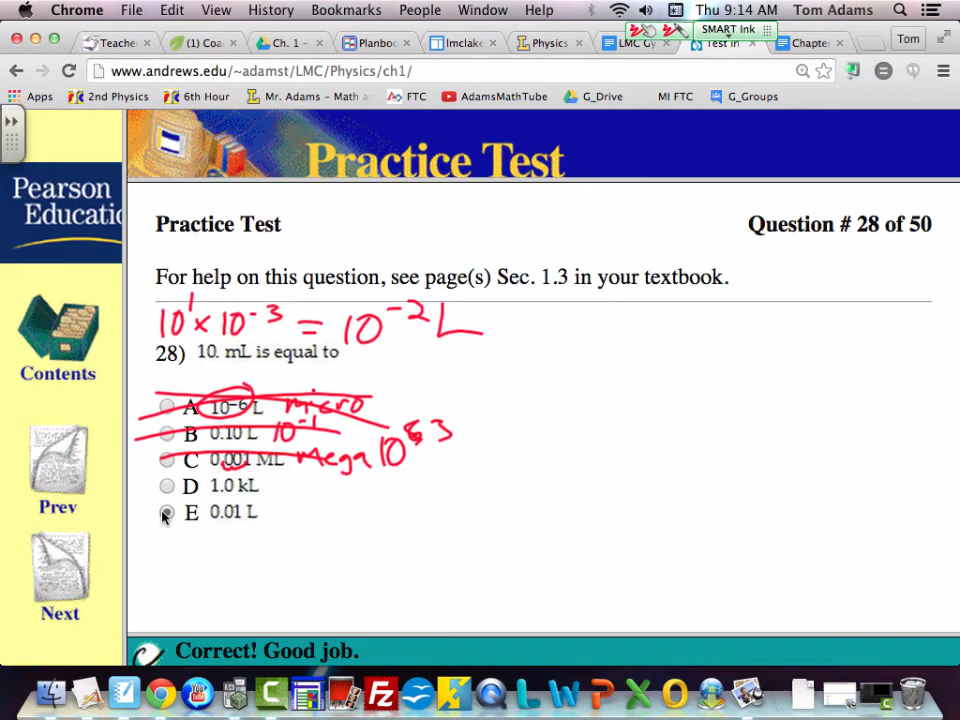 Chrome File Edit View History Bookmarks People Window Help Thu 9:14 AM Tom Adams
SMART Ink
Teache (1) Coa Ch. 1 – Planboo lmclake Physics LMC Gy Test in Chapter Tom
www.andrews.edu/~adamst/LMC/Physics/ch1/
Apps 2nd Physics 6th Hour Mr. Adams - Math a FTC AdamsMathTube G_Drive MI FTC G_Groups
Practice Test
Pearson
Educatio
Practice Test Question # 28 of 50
For help on this question, see page(s) Sec. 1.3 in your textbook.
10¹ × 10⁻³ = 10⁻² L
28) 10. mL is equal to
A 10⁻⁶ L micro
B 0.10 L 10⁻¹
C 0.001 ML Mega 10 3
D 1.0 kL
E 0.01 L
Contents
Prev
Next
Correct! Good job.